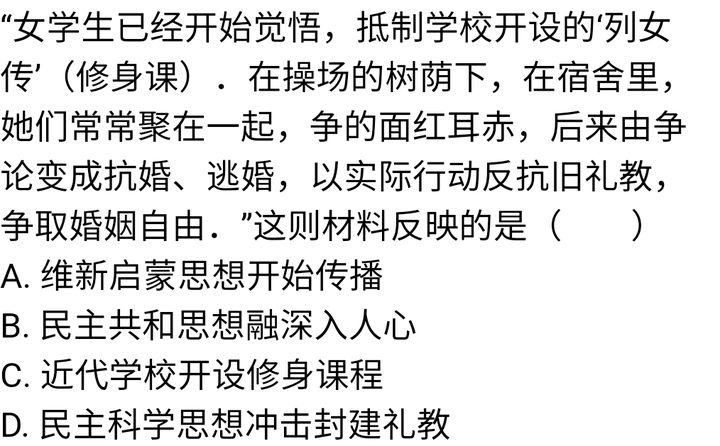 “女学生已经开始觉悟，抵制学校开设的‘列女
传’（修身课）．在操场的树荫下，在宿舍里，
她们常常聚在一起，争的面红耳赤，后来由争
论变成抗婚、逃婚，以实际行动反抗旧礼教，
争取婚姻自由．”这则材料反映的是（　　）
A. 维新启蒙思想开始传播
B. 民主共和思想融深入人心
C. 近代学校开设修身课程
D. 民主科学思想冲击封建礼教